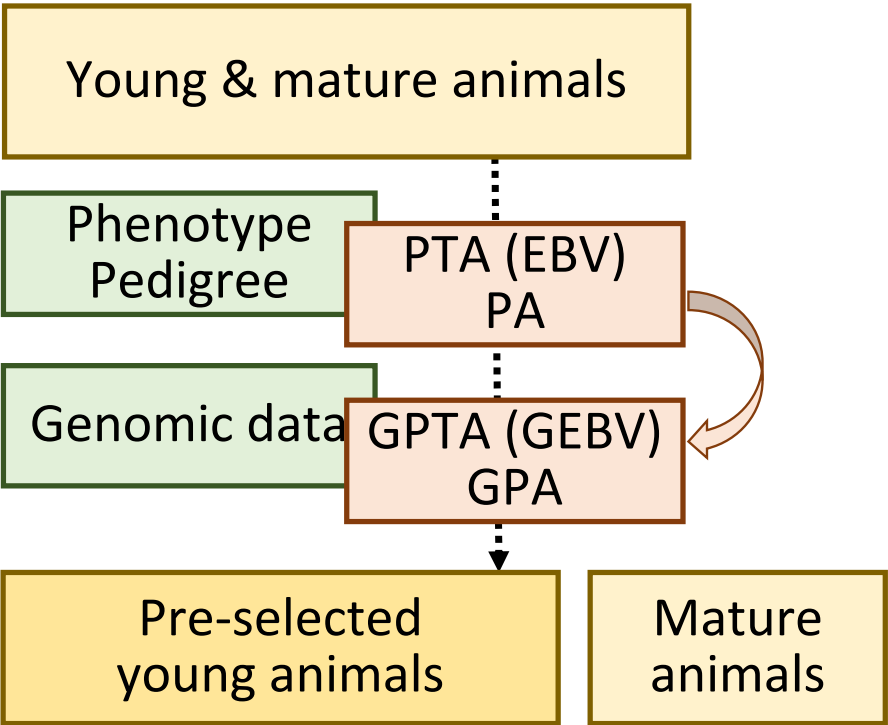 Young & mature animals
Phenotype
Pedigree
PTA (EBV)
PA
Genomic data
GPTA (GEBV)
GPA
Pre-selected
young animals
Mature
animals